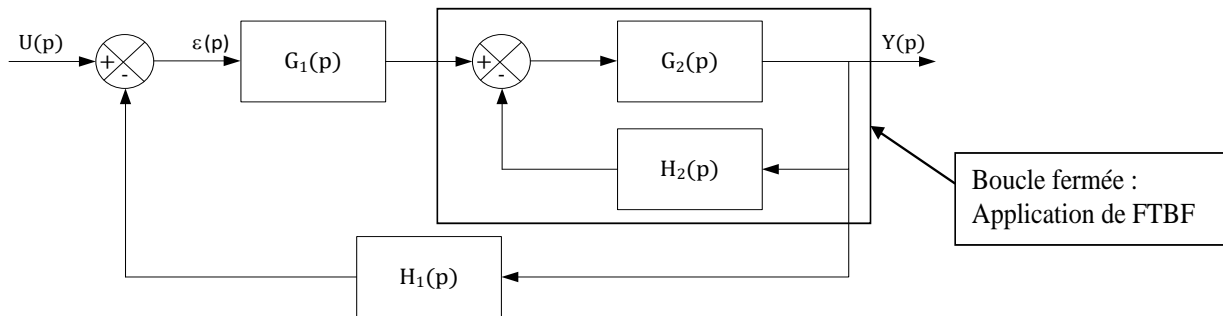 U(p)
+
-
ε(p)
G₁(p)
+
-
G₂(p)
Y(p)
H₂(p)
Boucle fermée :
Application de FTBF
H₁(p)